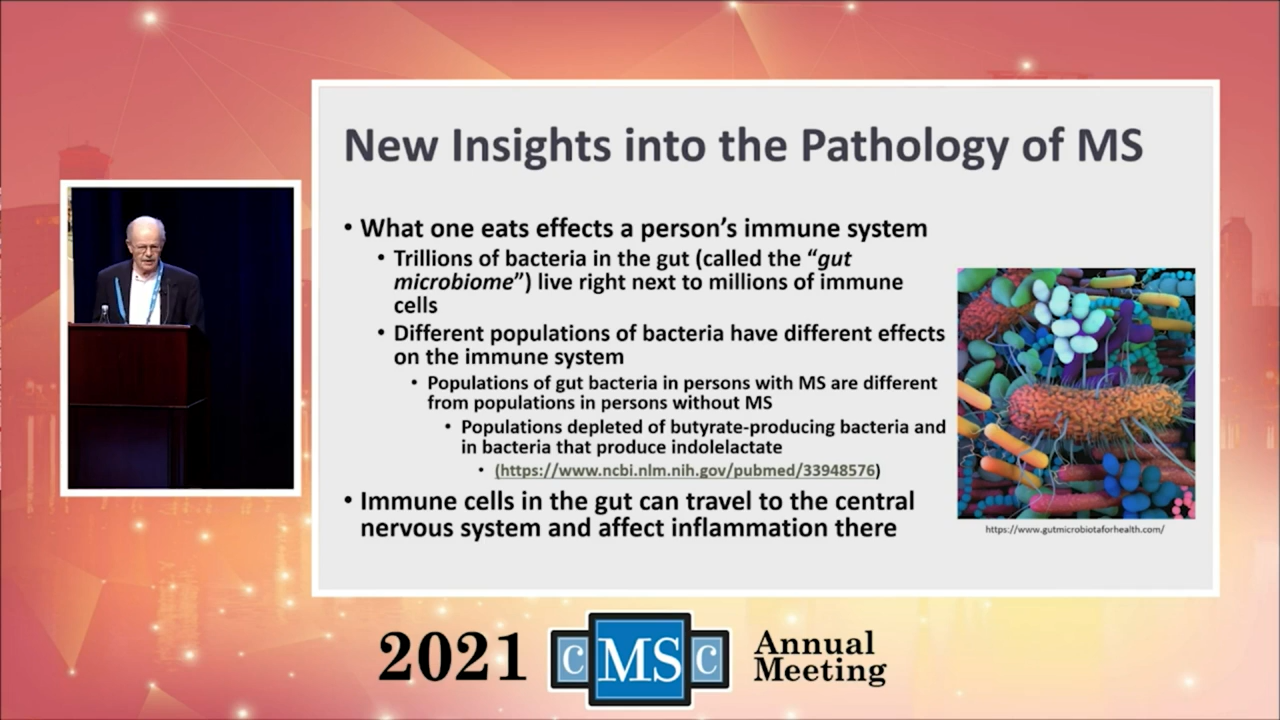 New Insights into the Pathology of MS
• What one eats effects a person's immune system
• Trillions of bacteria in the gut (called the "gut
microbiome") live right next to millions of immune
cells
• Different populations of bacteria have different effects
on the immune system
• Populations of gut bacteria in persons with MS are different
from populations in persons without MS
• Populations depleted of butyrate-producing bacteria and
in bacteria that produce indolelactate
• (https://www.ncbi.nlm.nih.gov/pubmed/33948576)
• Immune cells in the gut can travel to the central
nervous system and affect inflammation there
https://www.gutmicrobiotaforhealth.com/
2021 CMSC Annual
Meeting